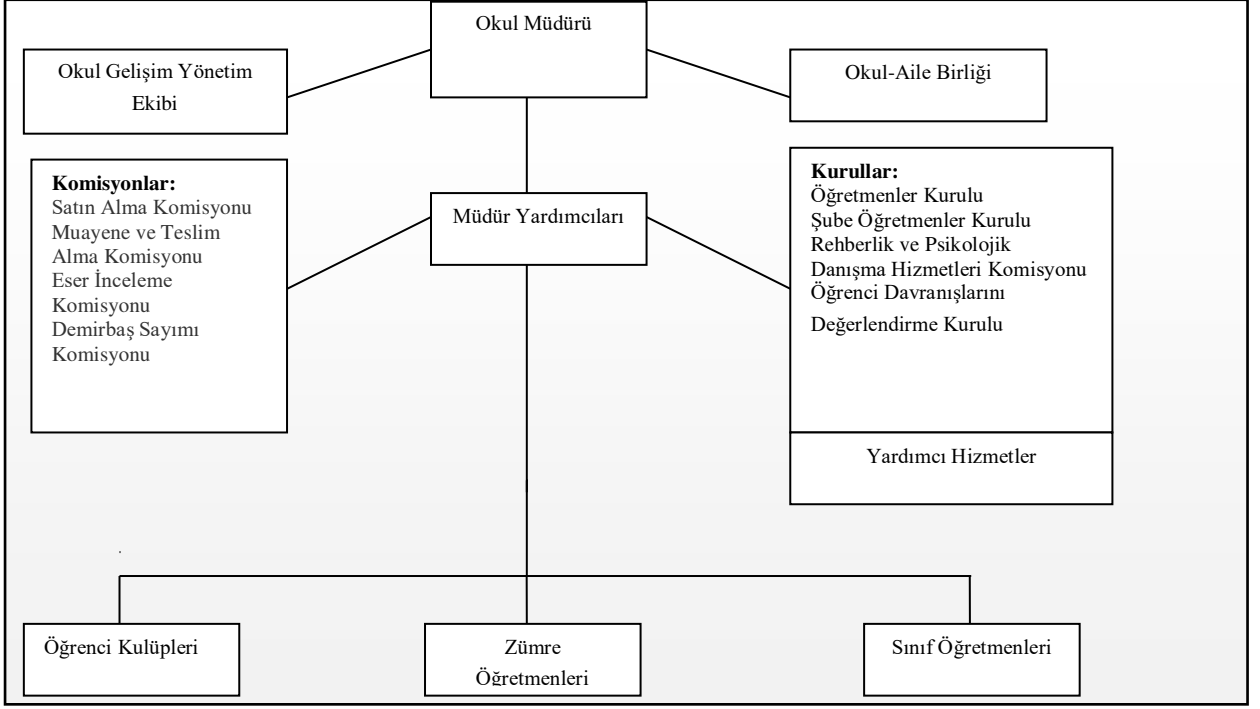 Okul Müdürü
Okul Gelişim Yönetim
Ekibi
Okul-Aile Birliği
Komisyonlar:
Satın Alma Komisyonu
Muayene ve Teslim
Alma Komisyonu
Eser İnceleme
Komisyonu
Demirbaş Sayımı
Komisyonu
Müdür Yardımcıları
Kurullar:
Öğretmenler Kurulu
Şube Öğretmenler Kurulu
Rehberlik ve Psikolojik
Danışma Hizmetleri Komisyonu
Öğrenci Davranışlarını
Değerlendirme Kurulu
Yardımcı Hizmetler
Öğrenci Kulüpleri
Zümre
Öğretmenleri
Sınıf Öğretmenleri